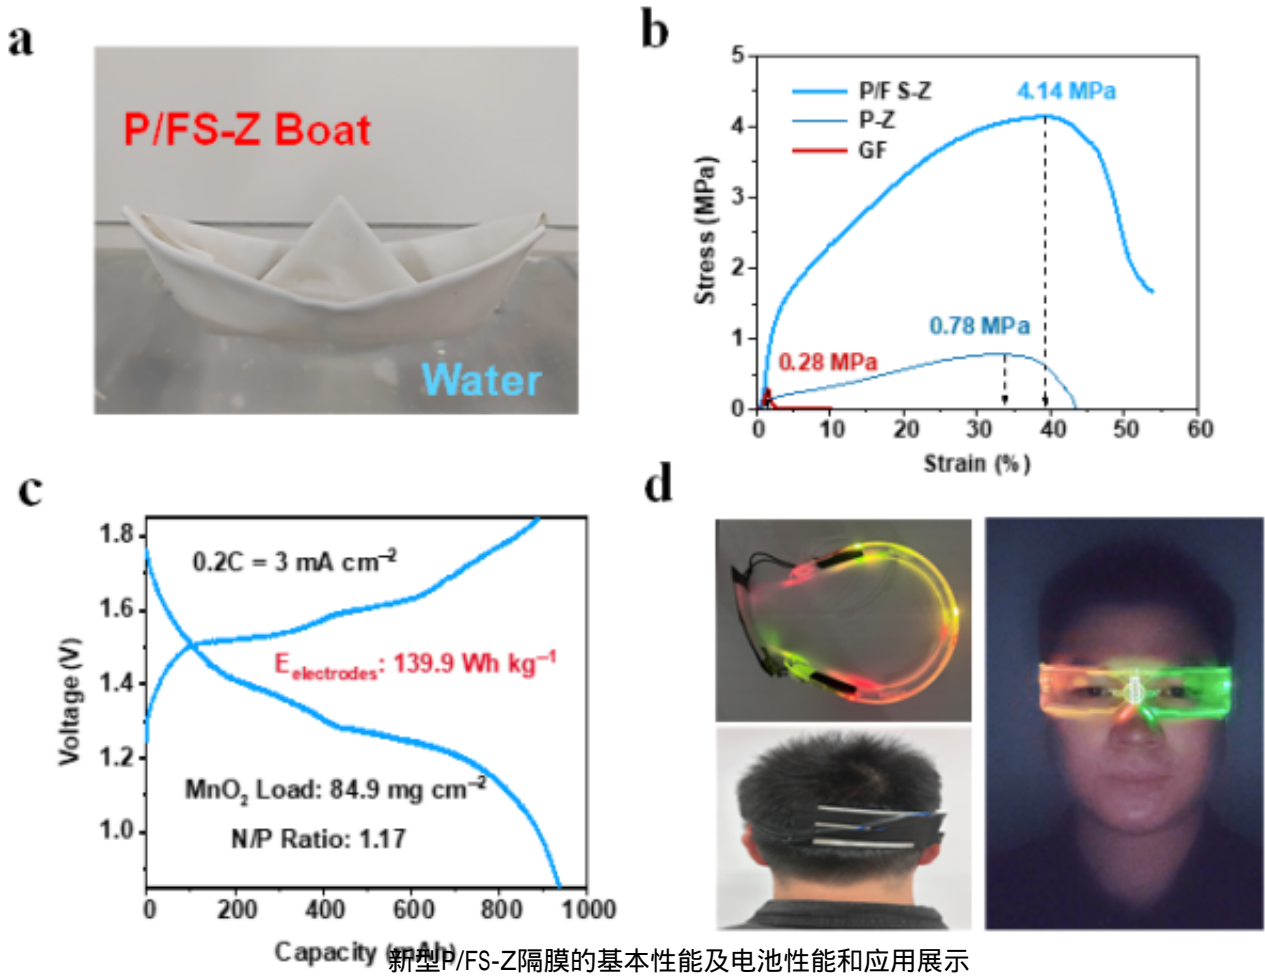 a
P/FS-Z Boat
Water
b
Stress (MPa)
5
4
3
2
1
0
P/F S-Z
P-Z
GF
4.14 MPa
0.78 MPa
0.28 MPa
0 10 20 30 40 50 60
Strain (%)
c
Voltage (V)
1.8
1.6
1.4
1.2
1.0
0.2C = 3 mA cm⁻²
E electrodes: 139.9 Wh kg⁻¹
MnO₂ Load: 84.9 mg cm⁻²
N/P Ratio: 1.17
0 200 400 600 800 1000
Capacity (mAh)
d
新型P/FS-Z隔膜的基本性能及电池性能和应用展示